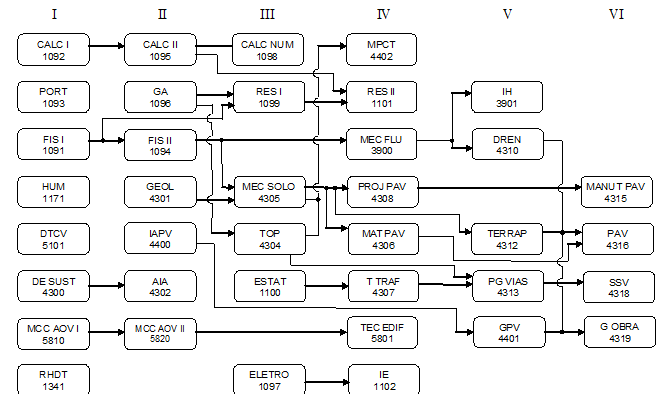 I II III IV V VI
CALC I CALC II CALC NUM MPCT
1092 1095 1098 4402
PORT GA RES I RES II IH
1093 1096 1099 1101 3901
FIS I FIS II MEC FLU DREN
1091 1094 3900 4310
HUM GEOL MEC SOLO PROJ PAV MANUT PAV
1171 4301 4305 4308 4315
DTCV IAPV TOP MAT PAV TERRAP PAV
5101 4400 4304 4306 4312 4316
DE SUST AIA ESTAT T TRAF PG VIAS SSV
4300 4302 1100 4307 4313 4318
MCC AOV I MCC AOV II TEC EDIF GPV G OBRA
5810 5820 5801 4401 4319
RHDT ELETRO IE
1341 1097 1102